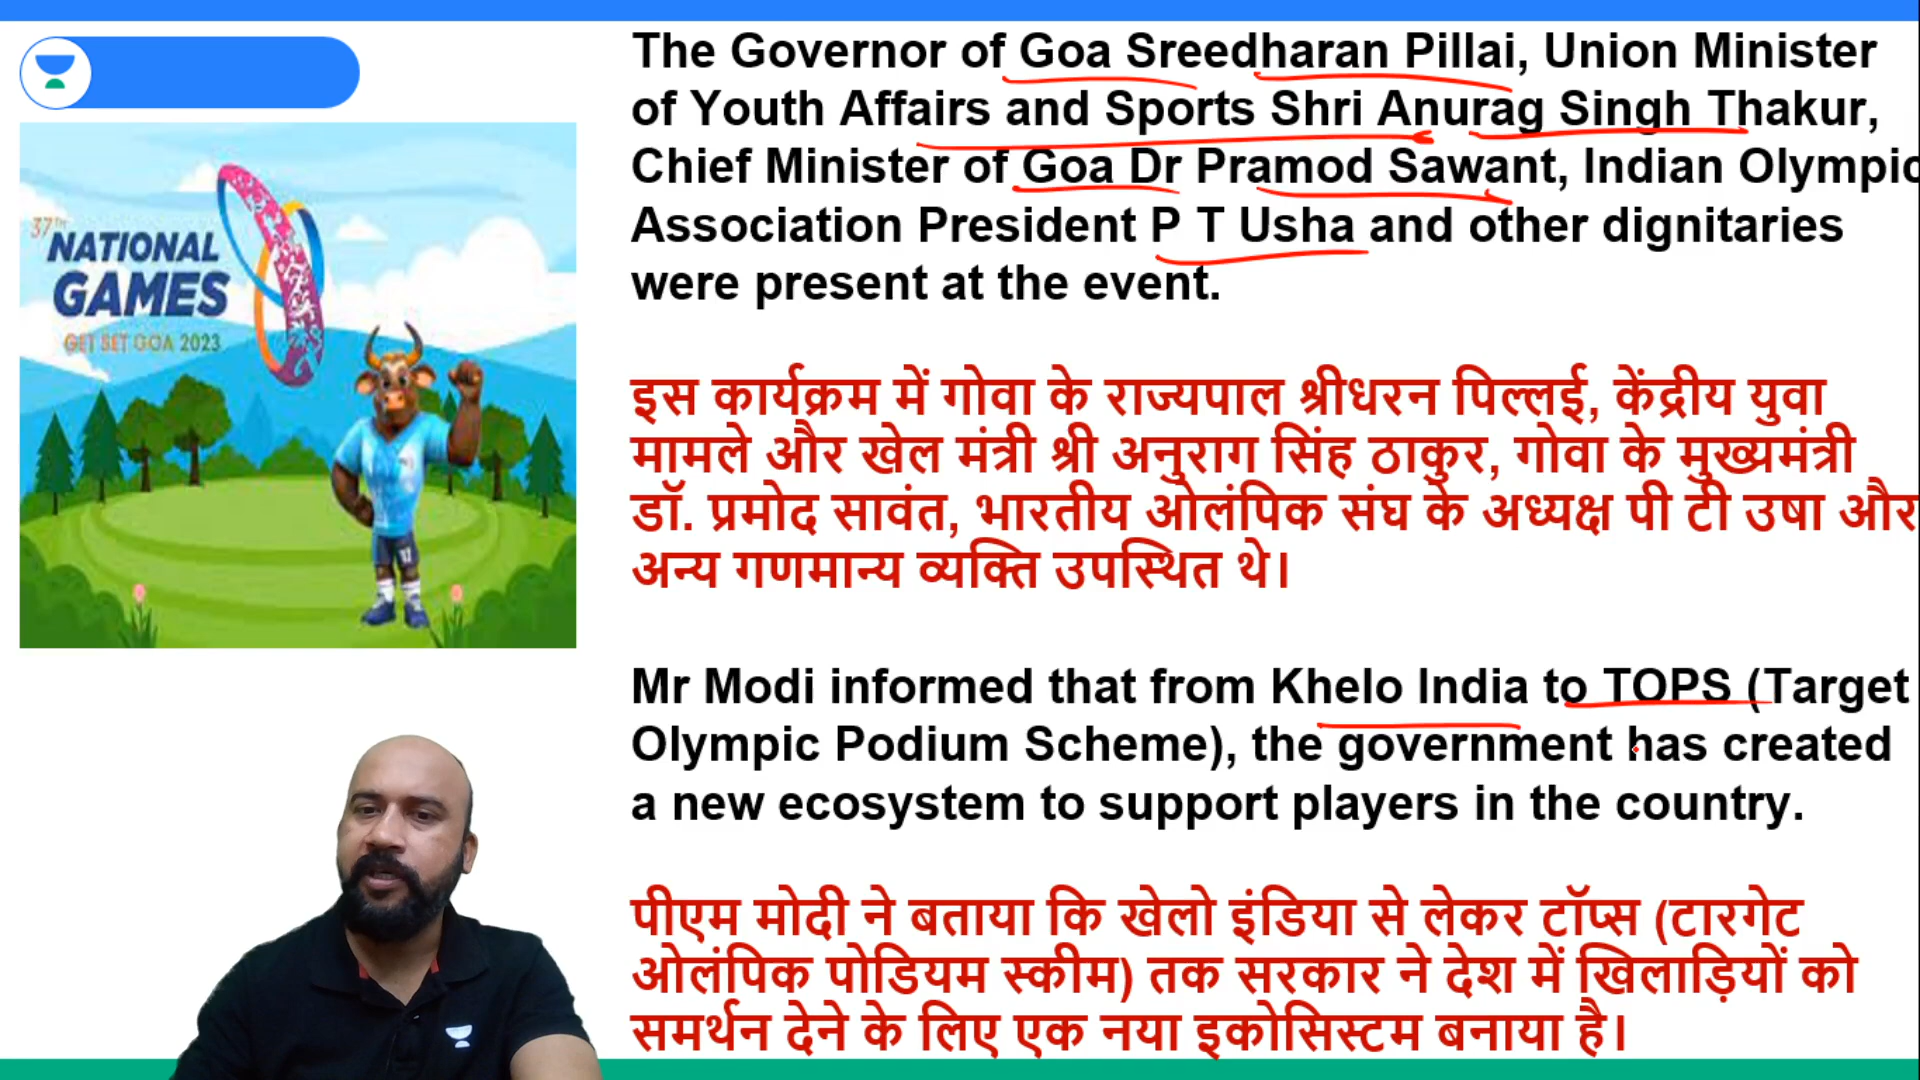 The Governor of Goa Sreedharan Pillai, Union Minister
of Youth Affairs and Sports Shri Anurag Singh Thakur,
Chief Minister of Goa Dr Pramod Sawant, Indian Olympic
Association President P T Usha and other dignitaries
were present at the event.
37TH
NATIONAL
GAMES
GET SET GOA 2023
इस कार्यक्रम में गोवा के राज्यपाल श्रीधरन पिल्लई, केंद्रीय युवा
मामले और खेल मंत्री श्री अनुराग सिंह ठाकुर, गोवा के मुख्यमंत्री
डॉ. प्रमोद सावंत, भारतीय ओलंपिक संघ के अध्यक्ष पी टी उषा और
अन्य गणमान्य व्यक्ति उपस्थित थे।
Mr Modi informed that from Khelo India to TOPS (Target
Olympic Podium Scheme), the government has created
a new ecosystem to support players in the country.
पीएम मोदी ने बताया कि खेलो इंडिया से लेकर टॉप्स (टारगेट
ओलंपिक पोडियम स्कीम) तक सरकार ने देश में खिलाड़ियों को
समर्थन देने के लिए एक नया इकोसिस्टम बनाया है।